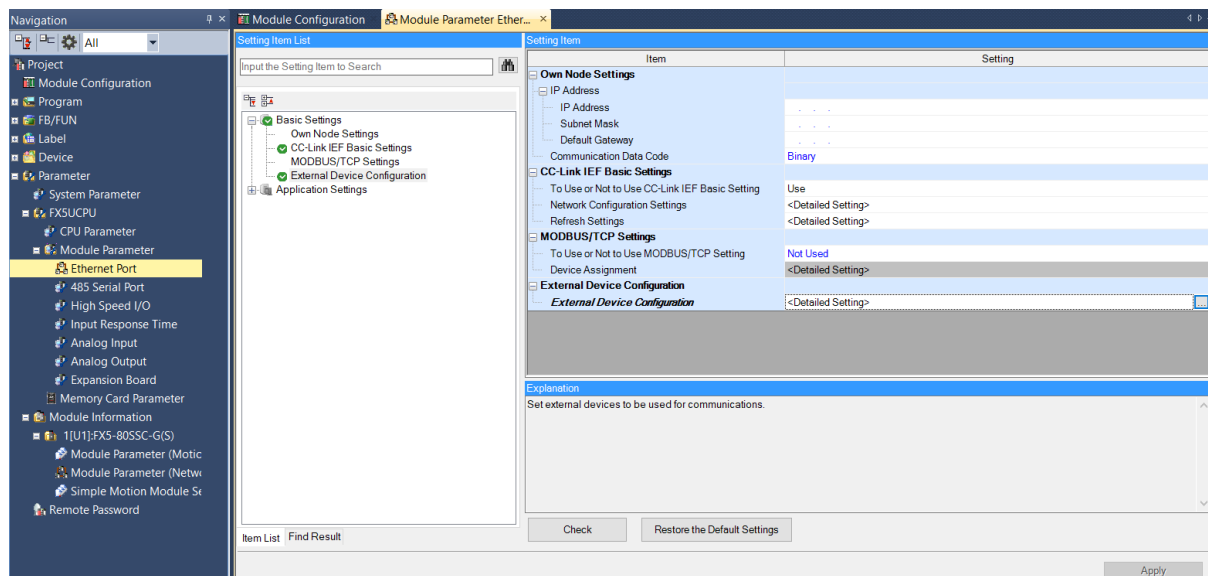 Navigation
All
Project
Module Configuration
Program
FB/FUN
Label
Device
Parameter
System Parameter
FX5UCPU
CPU Parameter
Module Parameter
Ethernet Port
485 Serial Port
High Speed I/O
Input Response Time
Analog Input
Analog Output
Expansion Board
Memory Card Parameter
Module Information
1[U1]:FX5-80SSC-G(S)
Module Parameter (Motic
Module Parameter (Netwo
Simple Motion Module Se
Remote Password
Module Configuration
Module Parameter Ether...
Setting Item List
Input the Setting Item to Search
Basic Settings
Own Node Settings
CC-Link IEF Basic Settings
MODBUS/TCP Settings
External Device Configuration
Application Settings
Item List Find Result
Setting Item
Item Setting
Own Node Settings
IP Address
IP Address . . .
Subnet Mask . . .
Default Gateway . . .
Communication Data Code Binary
CC-Link IEF Basic Settings
To Use or Not to Use CC-Link IEF Basic Setting Use
Network Configuration Settings <Detailed Setting>
Refresh Settings <Detailed Setting>
MODBUS/TCP Settings
To Use or Not to Use MODBUS/TCP Setting Not Used
Device Assignment <Detailed Setting>
External Device Configuration
External Device Configuration <Detailed Setting> ...
Explanation
Set external devices to be used for communications.
Check Restore the Default Settings
Apply